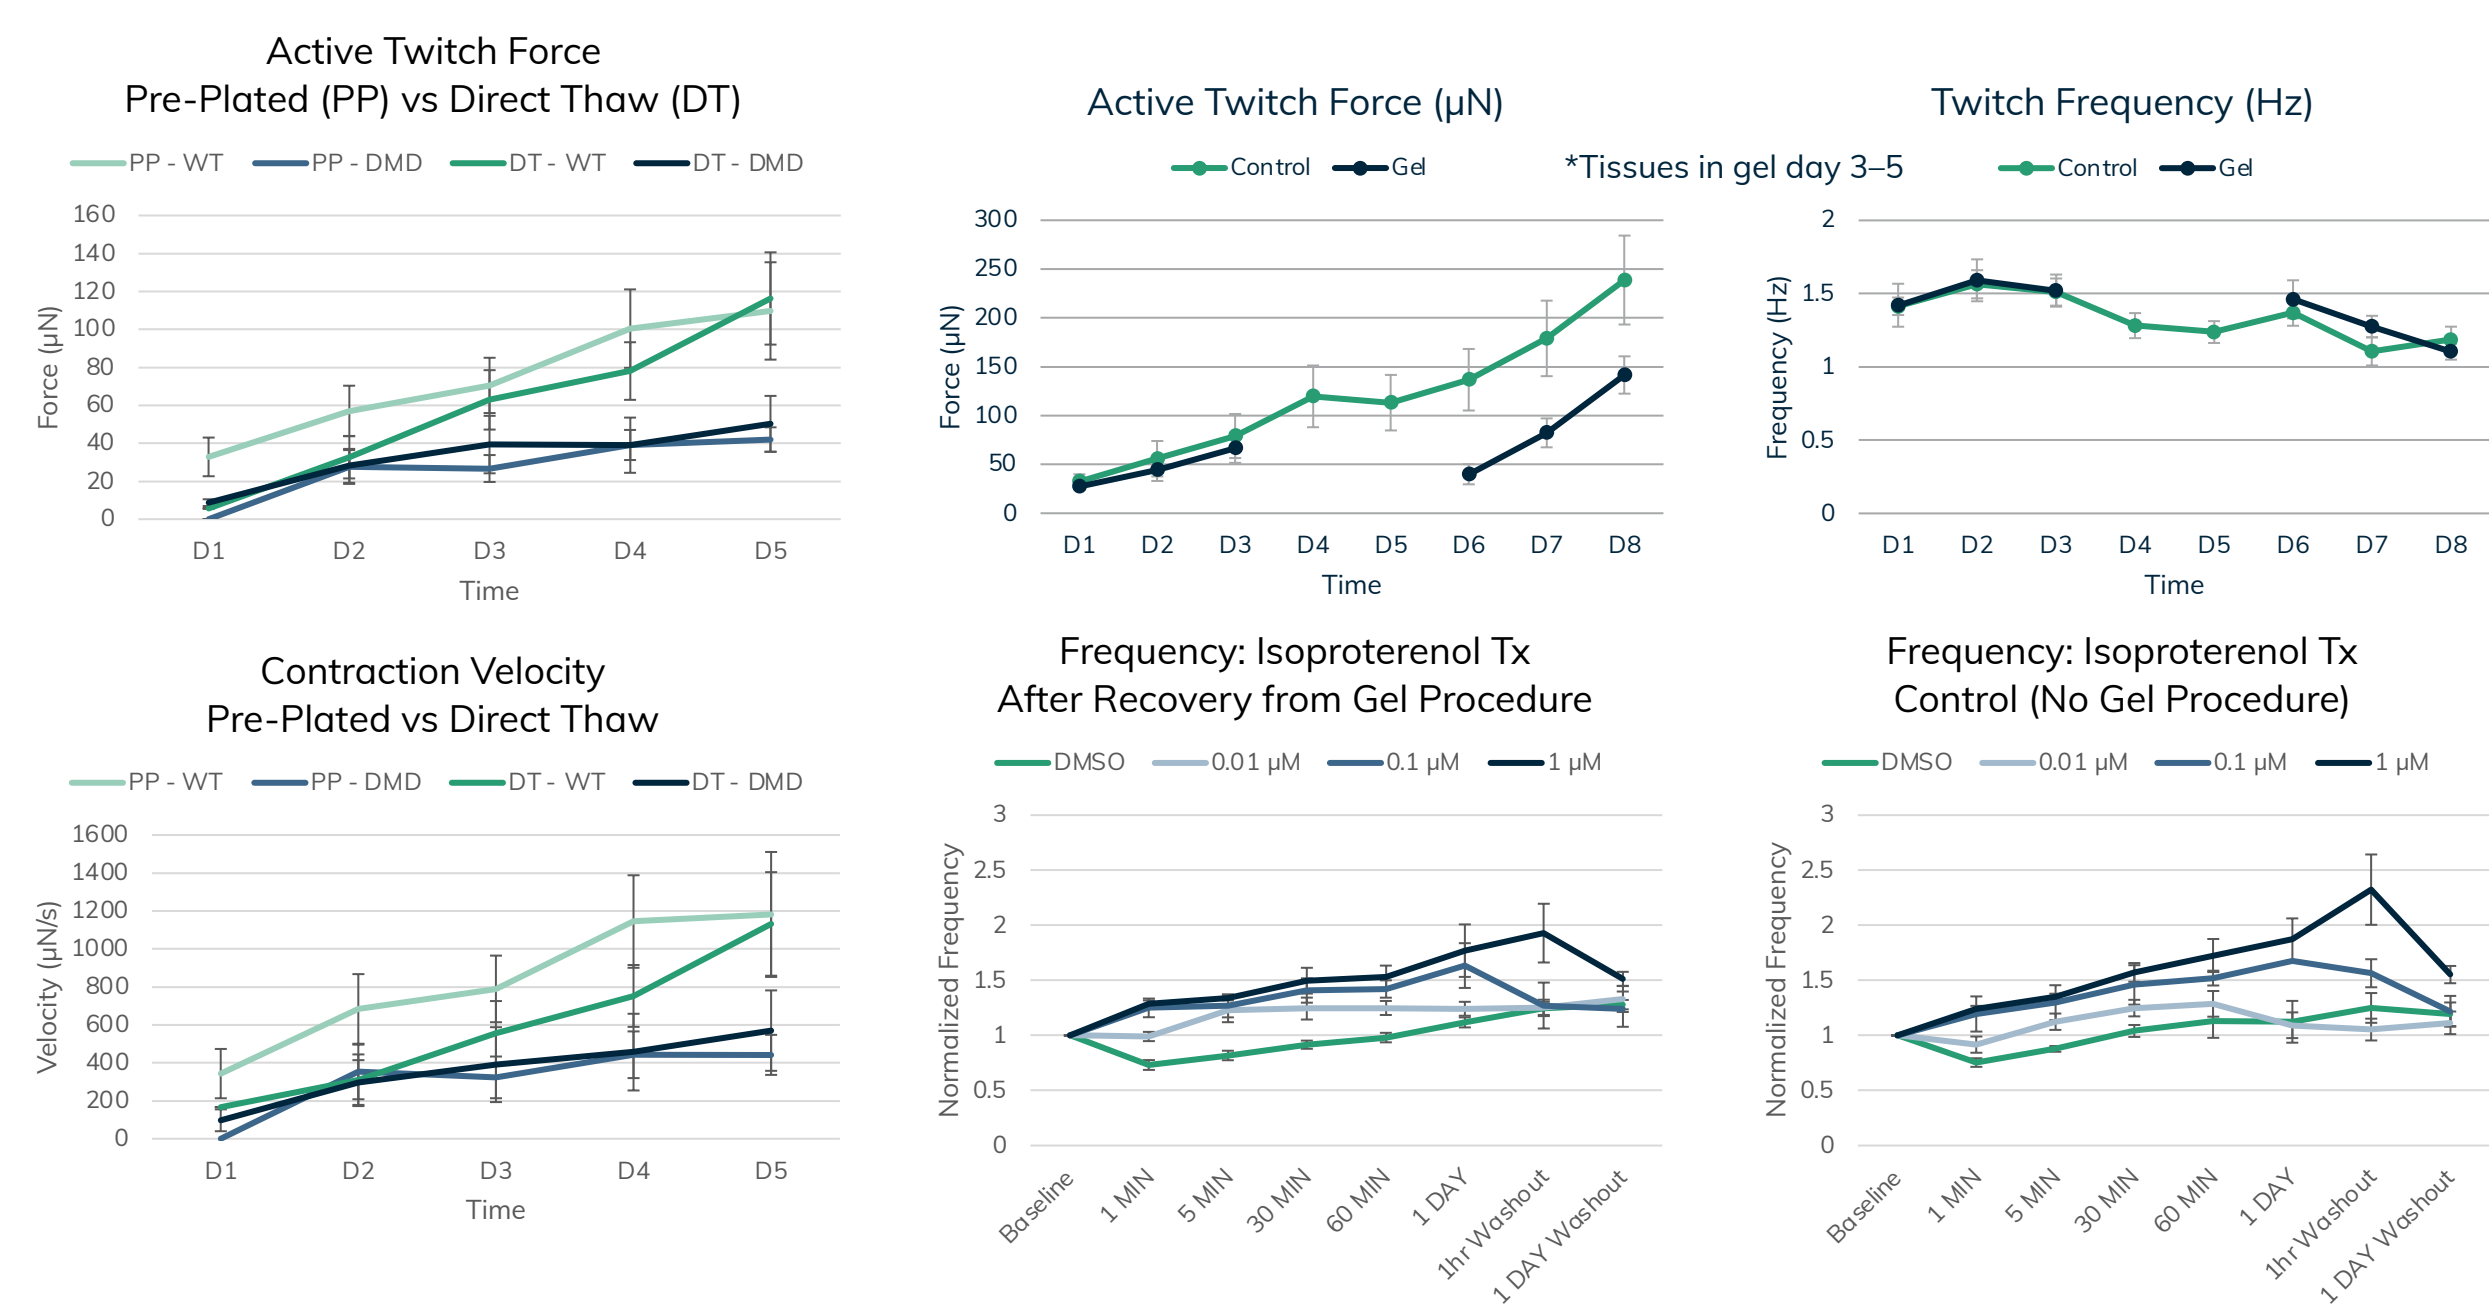 Active Twitch Force
Pre-Plated (PP) vs Direct Thaw (DT)
PP - WT PP - DMD DT - WT DT - DMD
160
140
120
100
80
60
40
20
0
Force (µN)
D1 D2 D3 D4 D5
Time
Active Twitch Force (µN)
Control Gel
300
250
200
150
100
50
0
Force (µN)
D1 D2 D3 D4 D5 D6 D7 D8
Time
*Tissues in gel day 3–5
Twitch Frequency (Hz)
Control Gel
2
1.5
1
0.5
0
Frequency (Hz)
D1 D2 D3 D4 D5 D6 D7 D8
Time
Contraction Velocity
Pre-Plated vs Direct Thaw
PP - WT PP - DMD DT - WT DT - DMD
1600
1400
1200
1000
800
600
400
200
0
Velocity (µN/s)
D1 D2 D3 D4 D5
Time
Frequency: Isoproterenol Tx
After Recovery from Gel Procedure
DMSO 0.01 µM 0.1 µM 1 µM
3
2.5
2
1.5
1
0.5
0
Normalized Frequency
Baseline 1 MIN 5 MIN 30 MIN 60 MIN 1 DAY 1hr Washout 1 DAY Washout
Frequency: Isoproterenol Tx
Control (No Gel Procedure)
DMSO 0.01 µM 0.1 µM 1 µM
3
2.5
2
1.5
1
0.5
0
Normalized Frequency
Baseline 1 MIN 5 MIN 30 MIN 60 MIN 1 DAY 1hr Washout 1 DAY Washout